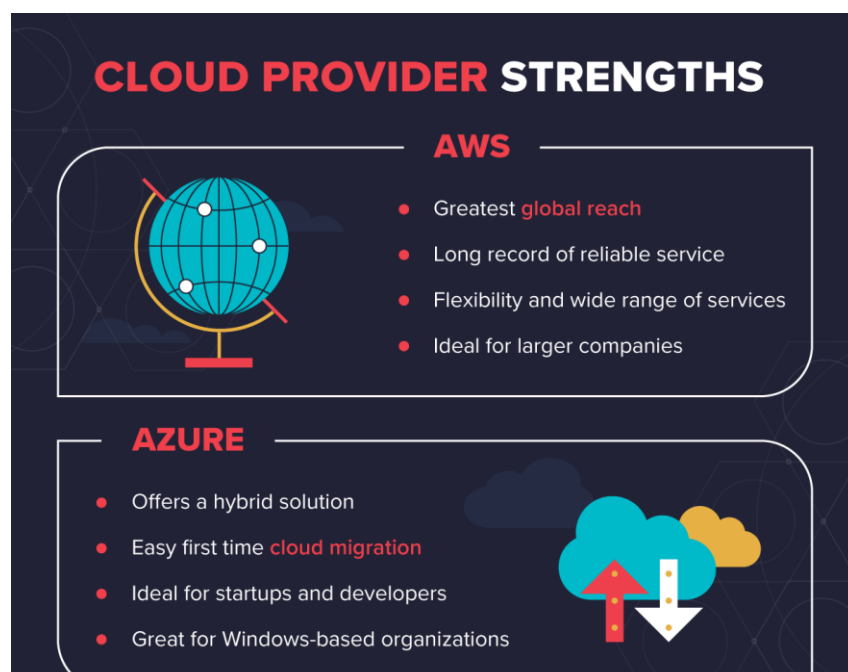 CLOUD PROVIDER STRENGTHS
AWS
Greatest global reach
Long record of reliable service
Flexibility and wide range of services
Ideal for larger companies
AZURE
Offers a hybrid solution
Easy first time cloud migration
Ideal for startups and developers
Great for Windows-based organizations